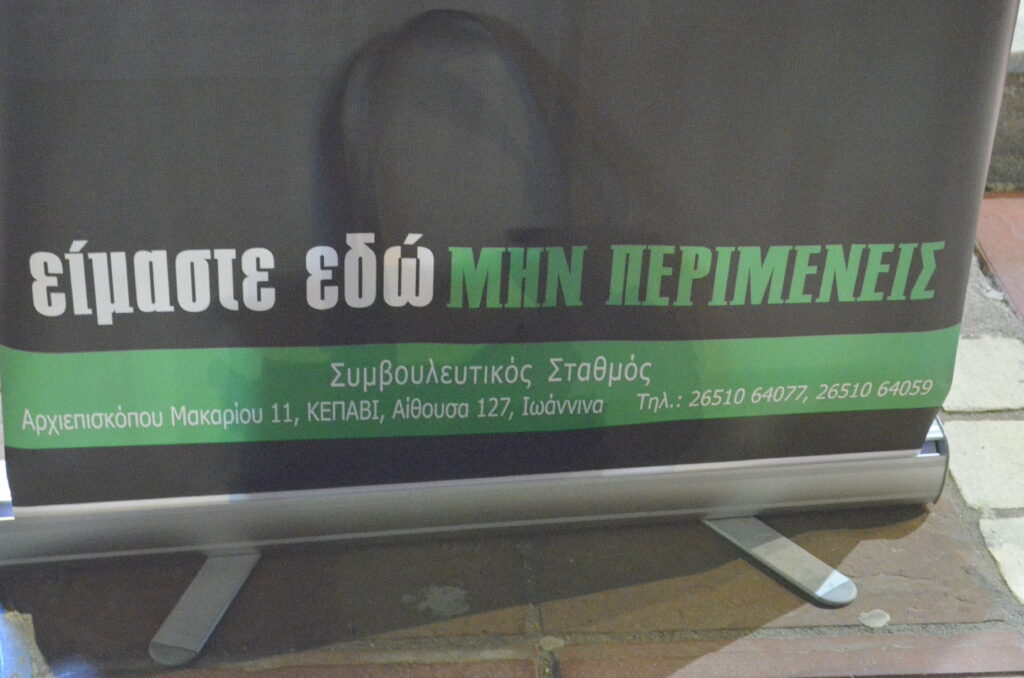 είμαστε εδώ ΜΗΝ ΠΕΡΙΜΕΝΕΙΣ
Συμβουλευτικός Σταθμός
Αρχιεπισκόπου Μακαρίου 11, ΚΕΠΑΒΙ, Αίθουσα 127, Ιωάννινα Τηλ.: 26510 64077, 26510 64059